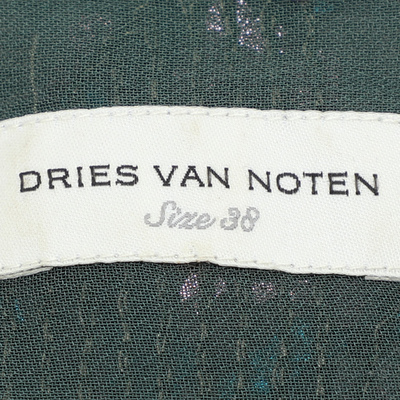 DRIES VAN NOTEN
Size 38